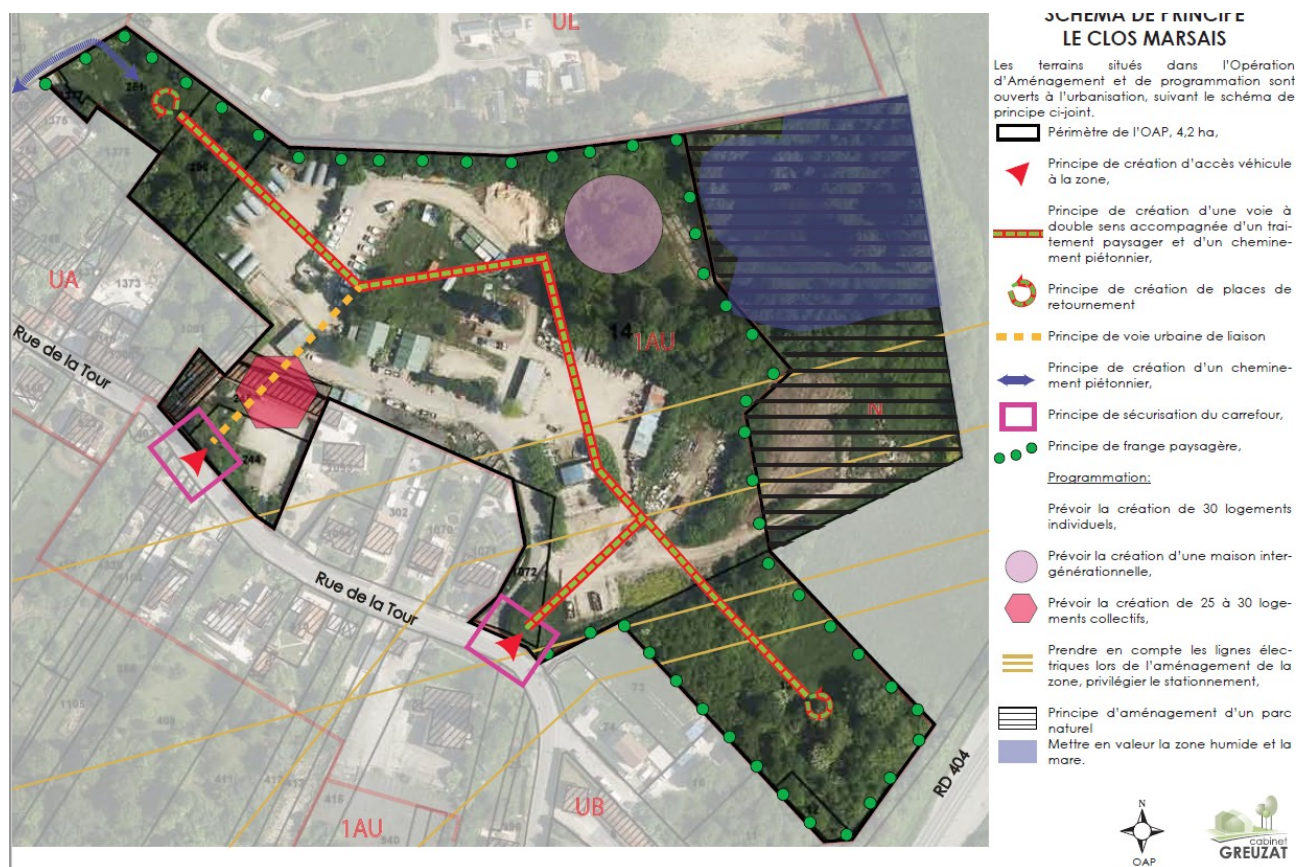 SCHEMA DE PRINCIPE
LE CLOS MARSAIS
Les terrains situés dans l'Opération
d'Aménagement et de programmation sont
ouverts à l'urbanisation, suivant le schéma de
principe ci-joint.
Périmètre de l'OAP, 4,2 ha,
Principe de création d'accès véhicule
à la zone,
Principe de création d'une voie à
double sens accompagnée d'un trai-
tement paysager et d'un chemine-
ment piétonnier,
Principe de création de places de
retournement
Principe de voie urbaine de liaison
Principe de création d'un chemine-
ment piétonnier,
Principe de sécurisation du carrefour,
Principe de frange paysagère,
Programmation:
Prévoir la création de 30 logements
individuels,
Prévoir la création d'une maison inter-
générationnelle,
Prévoir la création de 25 à 30 loge-
ments collectifs,
Prendre en compte les lignes élec-
triques lors de l'aménagement de la
zone, privilégier le stationnement,
Principe d'aménagement d'un parc
naturel
Mettre en valeur la zone humide et la
mare.
N
OAP
cabinet
GREUZAT
UL
UA
1373
Rue de la Tour
14
1AU
N
244
302
1072
Rue de la Tour
73
RD 404
UB
1AU
415